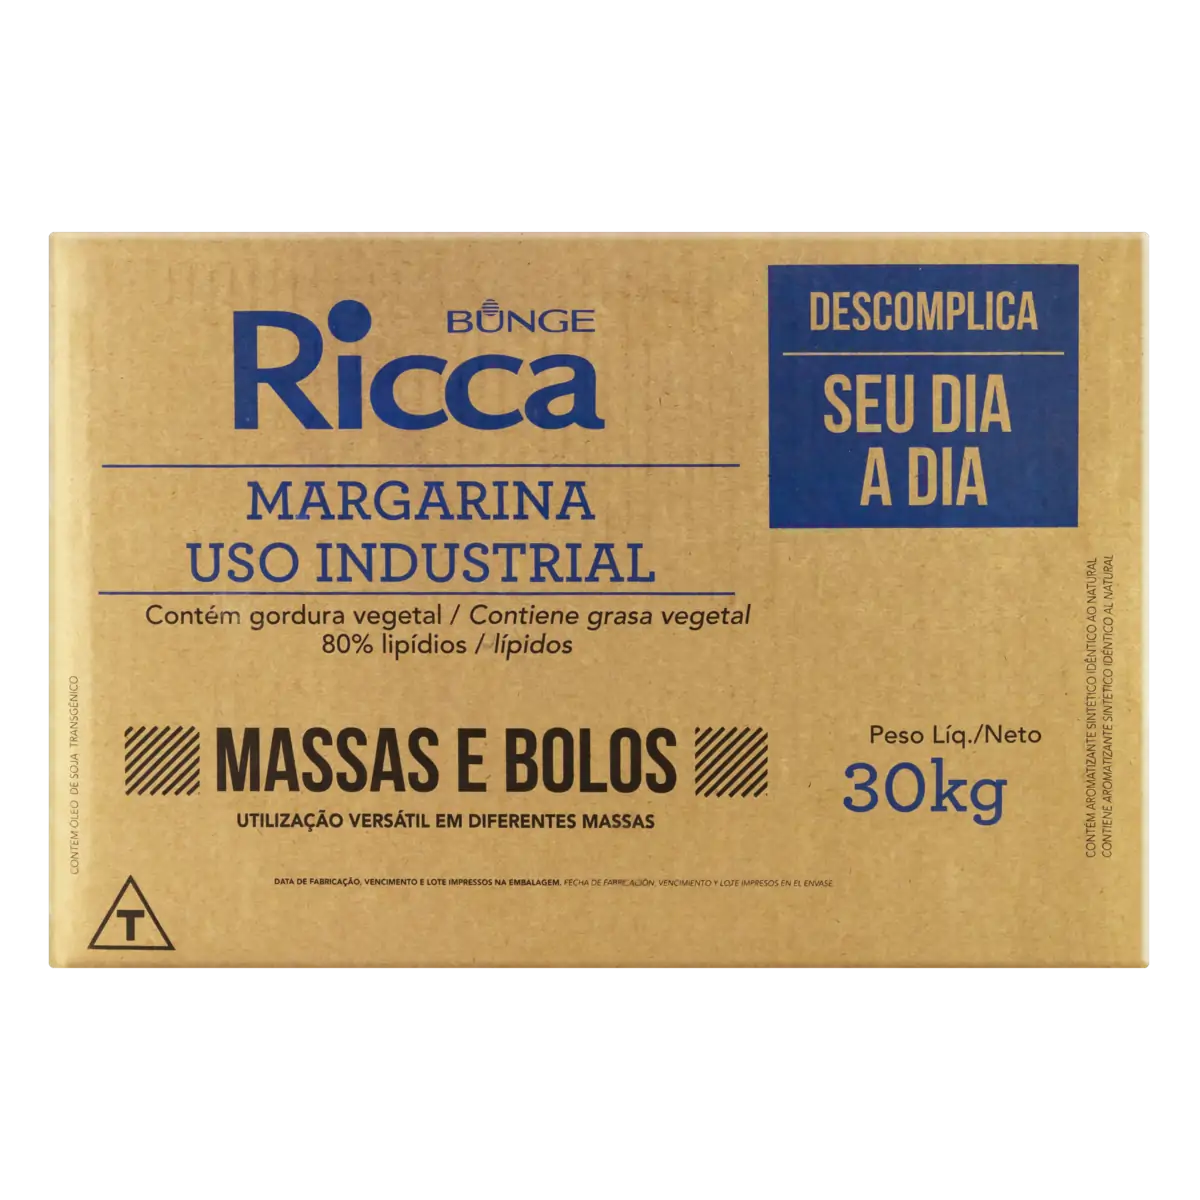 BUNGE
Ricca
MARGARINA
USO INDUSTRIAL
Contém gordura vegetal / Contiene grasa vegetal
80% lipídios / lípidos
DESCOMPLICA
SEU DIA
A DIA
MASSAS E BOLOS
UTILIZAÇÃO VERSÁTIL EM DIFERENTES MASSAS
Peso Líq./Neto
30kg
DATA DE FABRICAÇÃO, VENCIMENTO E LOTE IMPRESSOS NA EMBALAGEM. FECHA DE FABRICACIÓN, VENCIMIENTO Y LOTE IMPRESOS EN EL ENVASE
T
CONTÉM ÓLEO DE SOJA TRANSGÊNICO
CONTÉM AROMATIZANTE SINTÉTICO IDÊNTICO AO NATURAL
CONTIENE AROMATIZANTE SINTETICO IDENTICO AL NATURAL